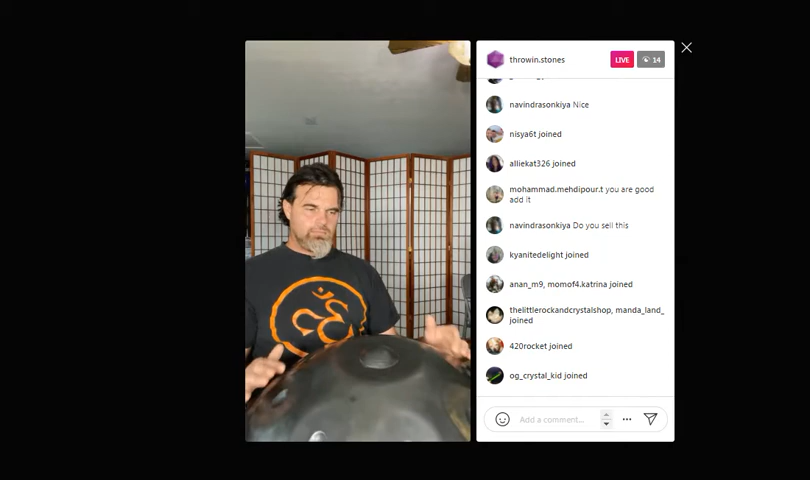 throwin.stones
LIVE
14
navindrasonkiya Nice
nisya6t joined
alliekat326 joined
mohammad.mehdipour.t you are good
add it
navindrasonkiya Do you sell this
kyanitedelight joined
anan_m9, momof4.katrina joined
thelittlerockandcrystalshop, manda_land_
joined
420rocket joined
og_crystal_kid joined
Add a comment...